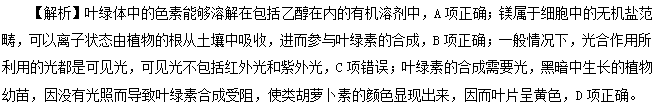 【解析】叶绿体中的色素能够溶解在包括乙醇在内的有机溶剂中，A 项正确；镁属于细胞中的无机盐范
畴，可以离子状态由植物的根从土壤中吸收，进而参与叶绿素的合成，B 项正确；一般情况下，光合作用所
利用的光都是可见光，可见光不包括红外光和紫外光，C 项错误；叶绿素的合成需要光，黑暗中生长的植物
幼苗，因没有光照而导致叶绿素合成受阻，使类胡萝卜素的颜色显现出来，因而叶片呈黄色，D 项正确。